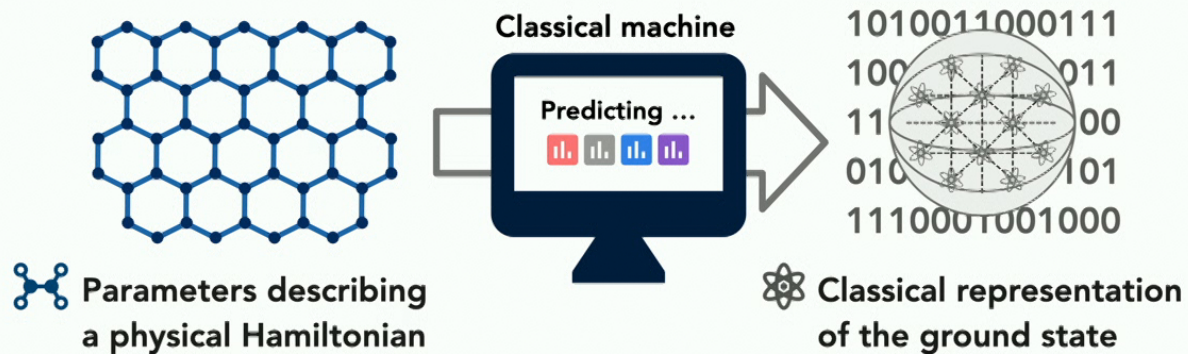 Classical machine
Predicting ...
1010011000111
100 011
11 00
010 101
1110001001000
Parameters describing
a physical Hamiltonian
Classical representation
of the ground state